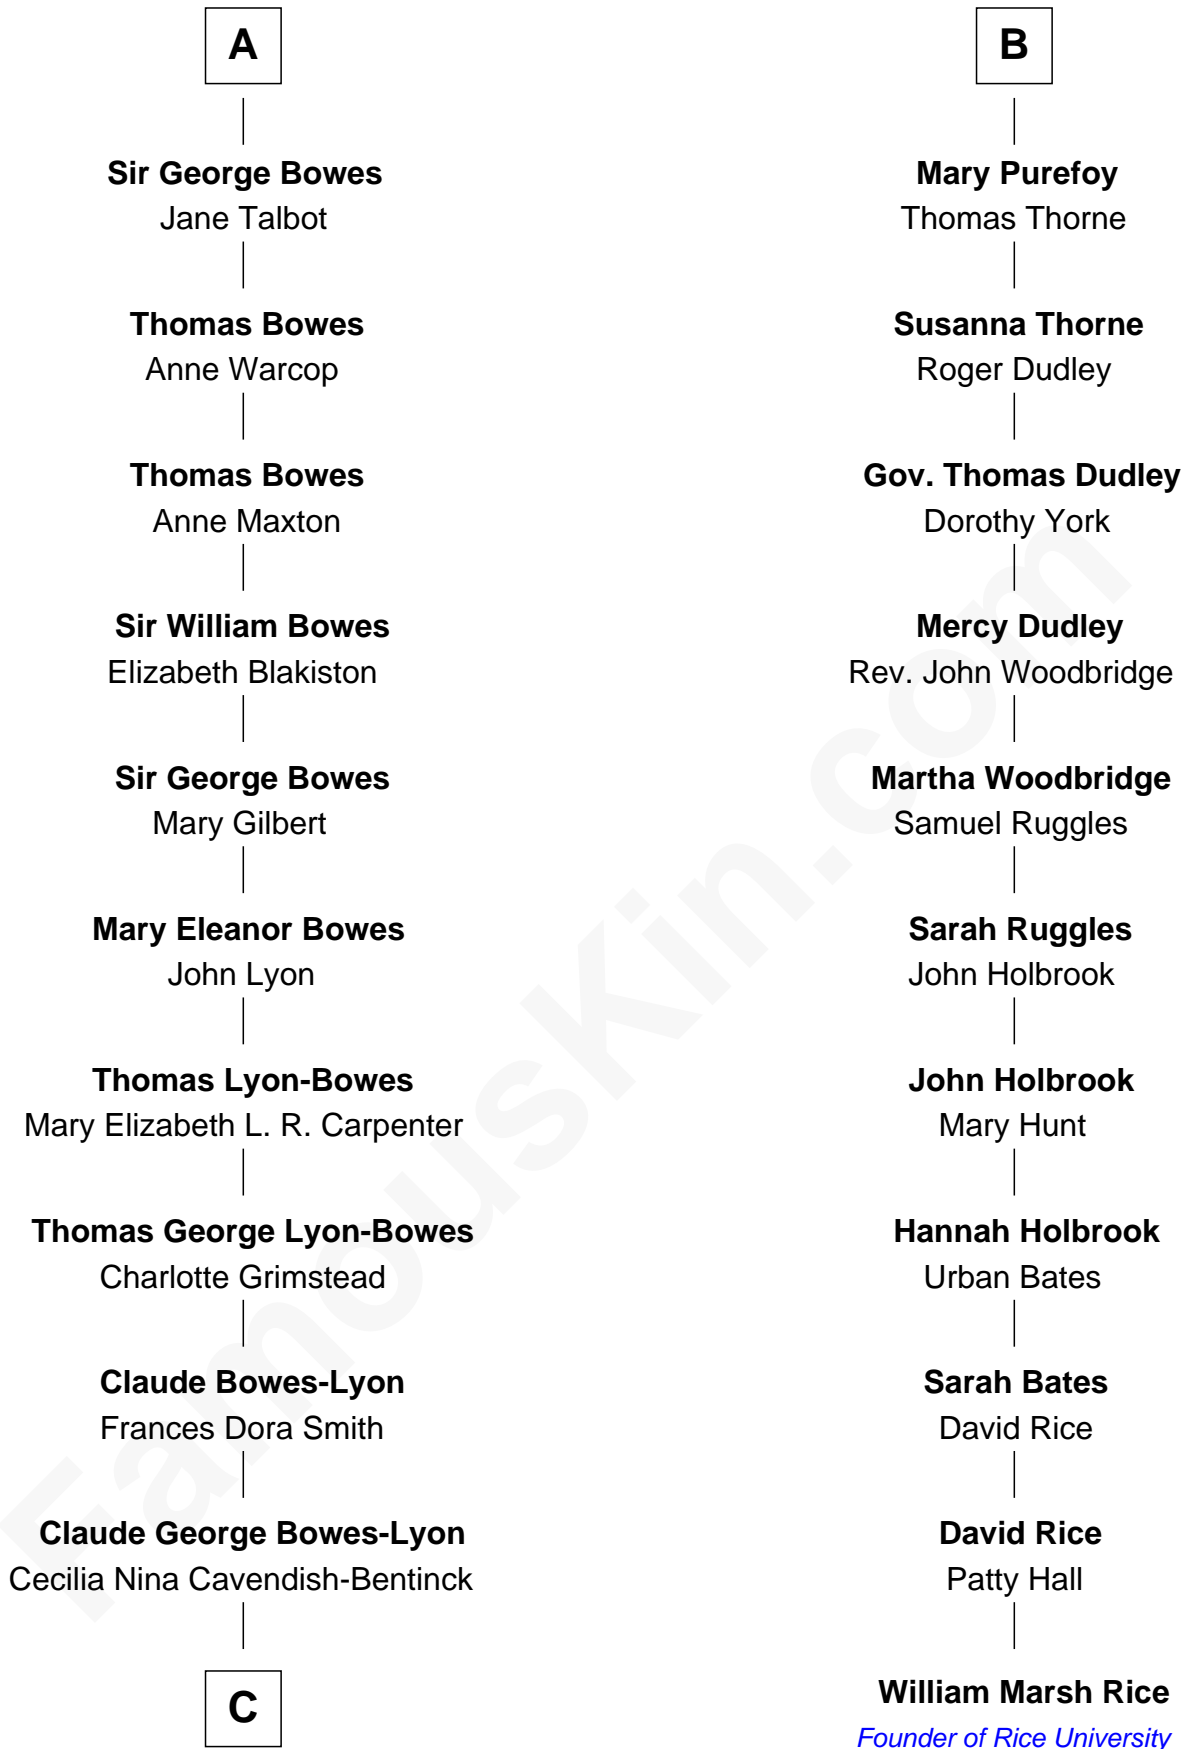 A
Sir George Bowes
Jane Talbot
Thomas Bowes
Anne Warcop
Thomas Bowes
Anne Maxton
Sir William Bowes
Elizabeth Blakiston
Sir George Bowes
Mary Gilbert
Mary Eleanor Bowes
John Lyon
Thomas Lyon-Bowes
Mary Elizabeth L. R. Carpenter
Thomas George Lyon-Bowes
Charlotte Grimstead
Claude Bowes-Lyon
Frances Dora Smith
Claude George Bowes-Lyon
Cecilia Nina Cavendish-Bentinck
C
B
Mary Purefoy
Thomas Thorne
Susanna Thorne
Roger Dudley
Gov. Thomas Dudley
Dorothy York
Mercy Dudley
Rev. John Woodbridge
Martha Woodbridge
Samuel Ruggles
Sarah Ruggles
John Holbrook
John Holbrook
Mary Hunt
Hannah Holbrook
Urban Bates
Sarah Bates
David Rice
David Rice
Patty Hall
William Marsh Rice
Founder of Rice University
FamousKin.com